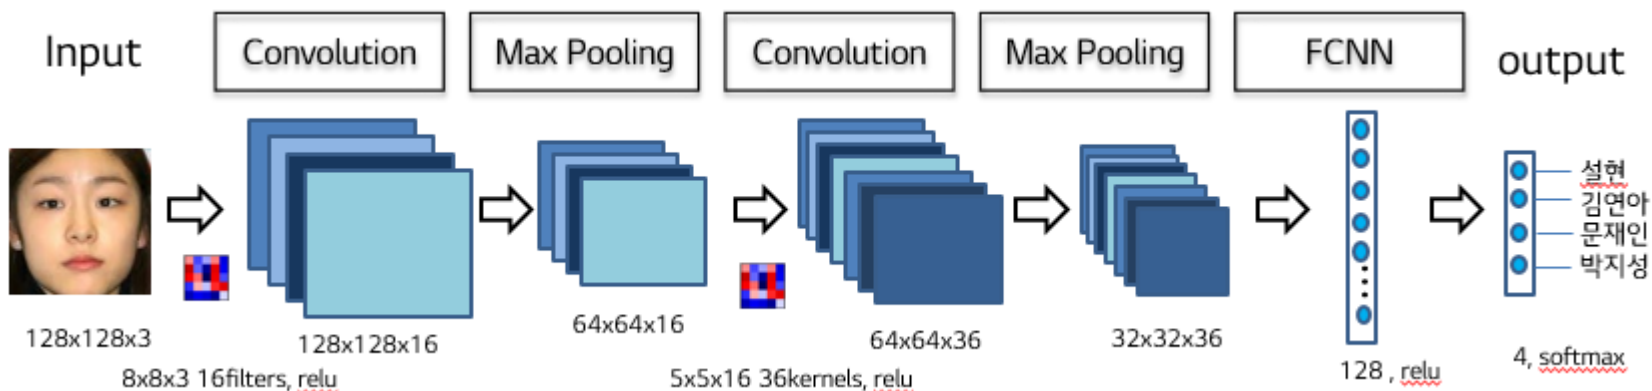 Input
Convolution
Max Pooling
Convolution
Max Pooling
FCNN
output
설현
김연아
문재인
박지성
128x128x3
128x128x16
64x64x16
64x64x36
32x32x36
128 , relu
4, softmax
8x8x3 16filters, relu
5x5x16 36kernels, relu